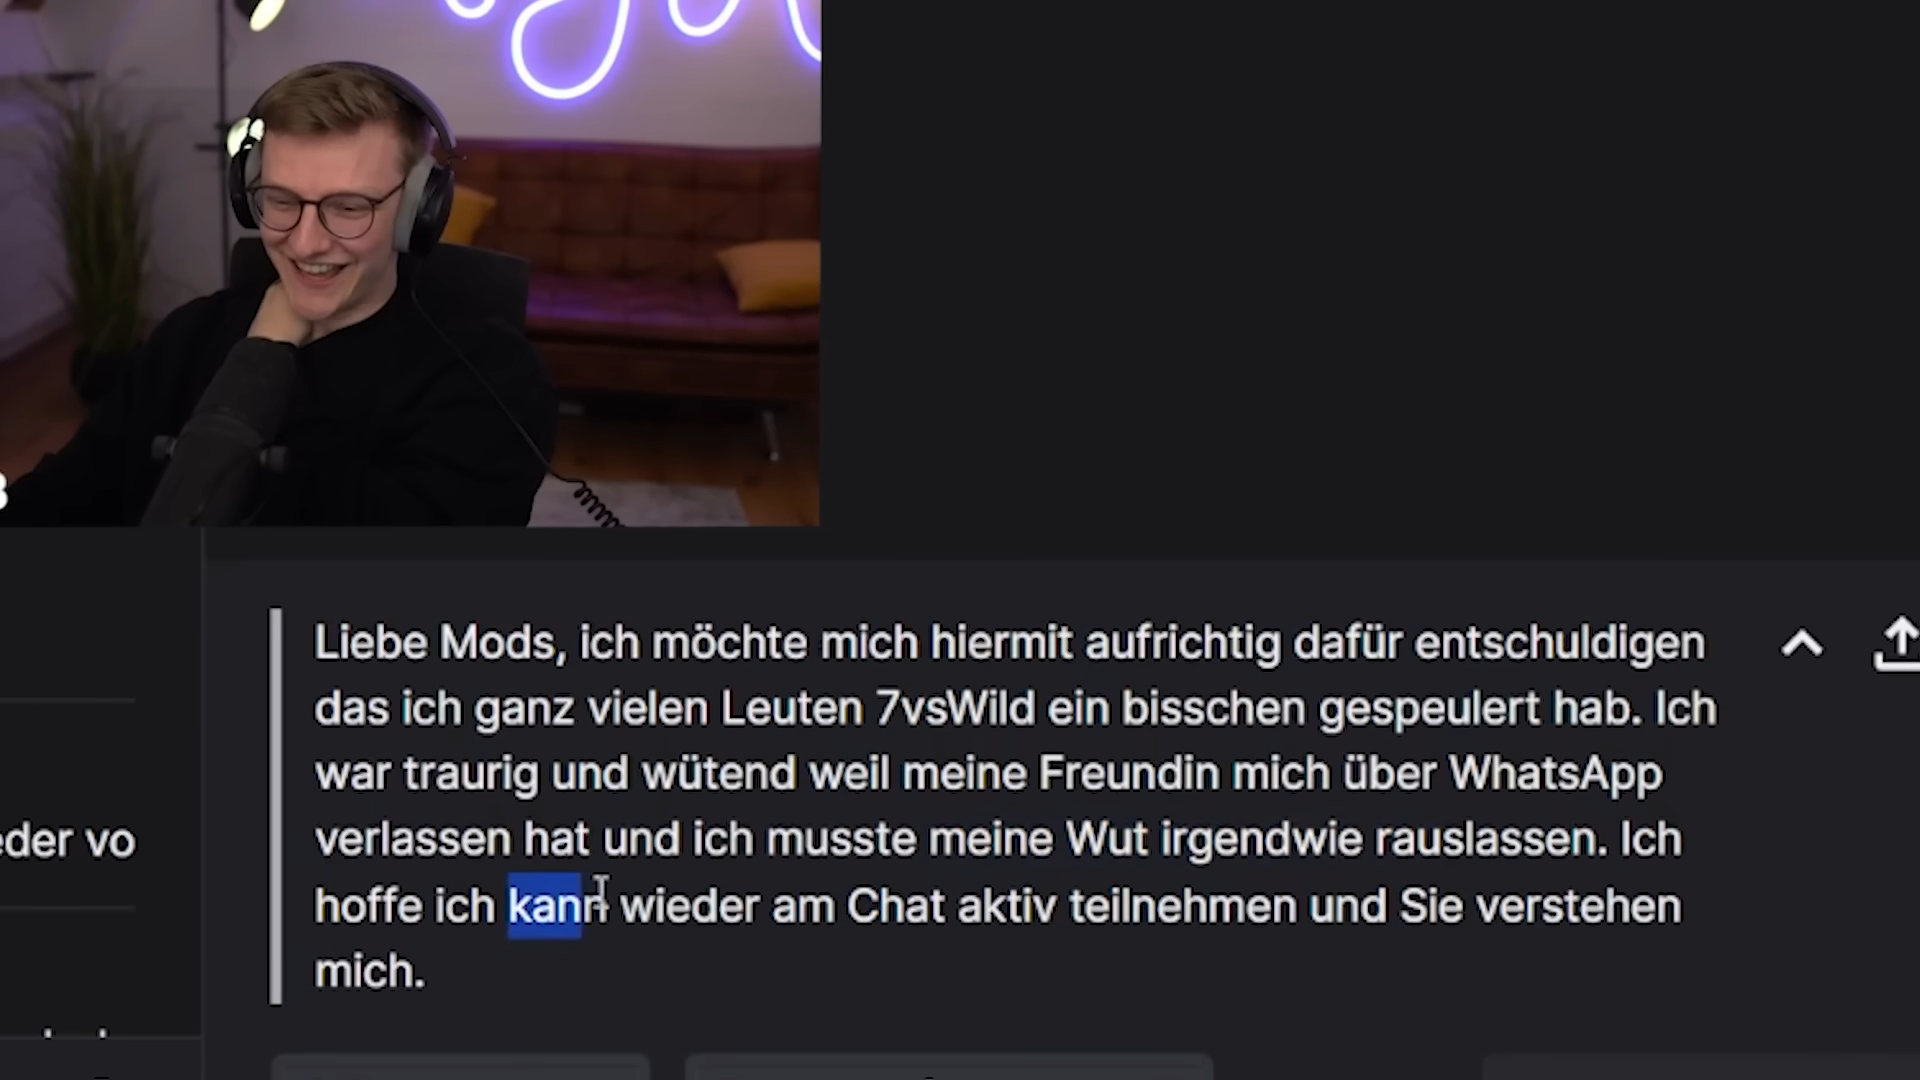 Liebe Mods, ich möchte mich hiermit aufrichtig dafür entschuldigen
das ich ganz vielen Leuten 7vsWild ein bisschen gespeulert hab. Ich
war traurig und wütend weil meine Freundin mich über WhatsApp
verlassen hat und ich musste meine Wut irgendwie rauslassen. Ich
eder vo
hoffe ich kann wieder am Chat aktiv teilnehmen und Sie verstehen
mich.